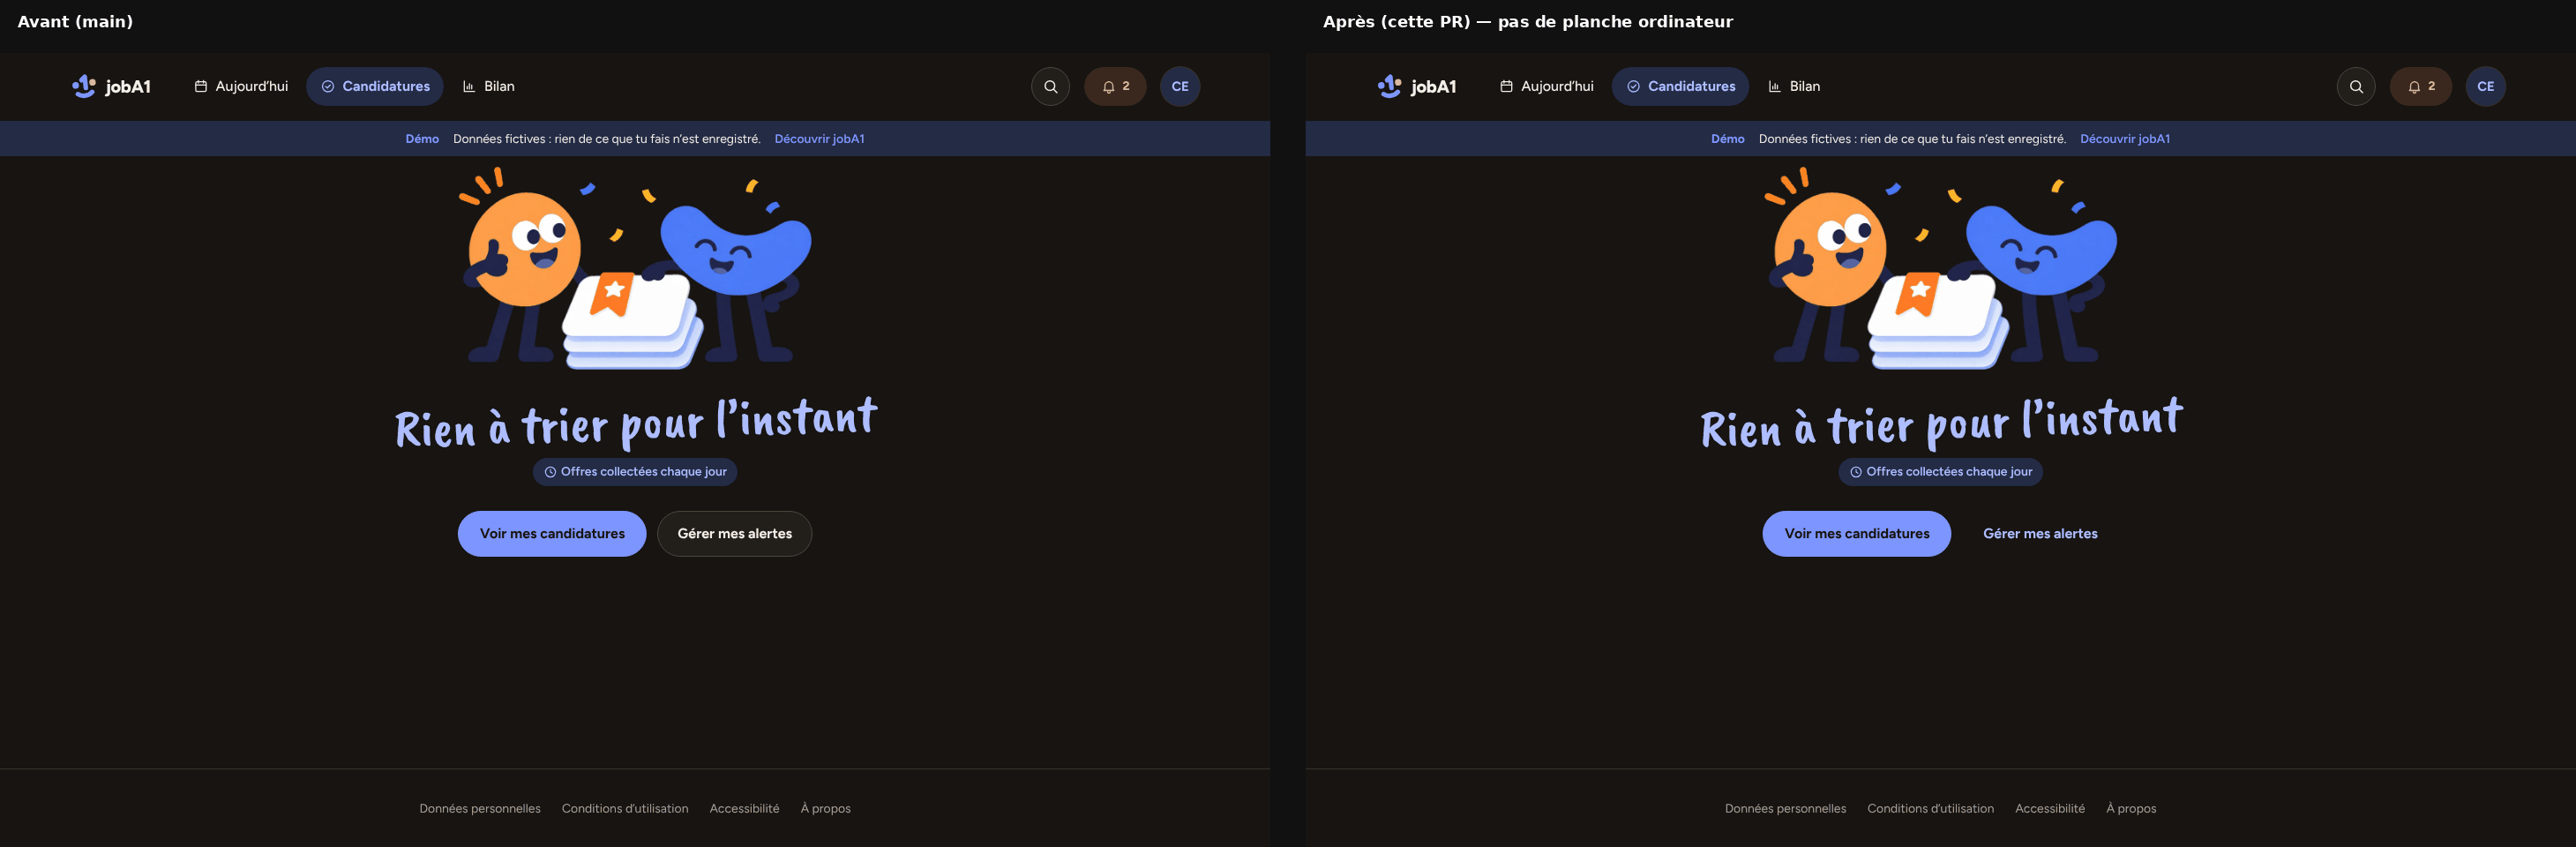 Avant (main)
jobA1
Aujourd'hui
Candidatures
Bilan
2
CE
Démo Données fictives : rien de ce que tu fais n'est enregistré. Découvrir jobA1
Rien à trier pour l'instant
Offres collectées chaque jour
Voir mes candidatures
Gérer mes alertes
Données personnelles
Conditions d'utilisation
Accessibilité
À propos
Après (cette PR) — pas de planche ordinateur
jobA1
Aujourd'hui
Candidatures
Bilan
2
CE
Démo Données fictives : rien de ce que tu fais n'est enregistré. Découvrir jobA1
Rien à trier pour l'instant
Offres collectées chaque jour
Voir mes candidatures
Gérer mes alertes
Données personnelles
Conditions d'utilisation
Accessibilité
À propos